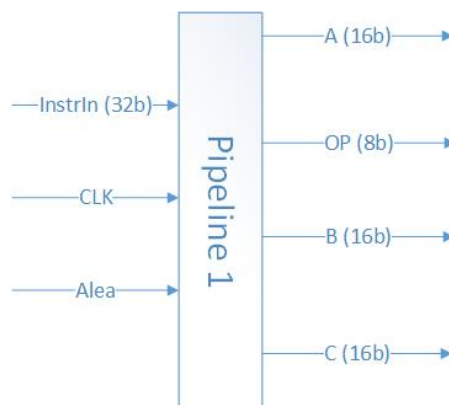 InstrIn (32b)
CLK
Alea
Pipeline 1
A (16b)
OP (8b)
B (16b)
C (16b)